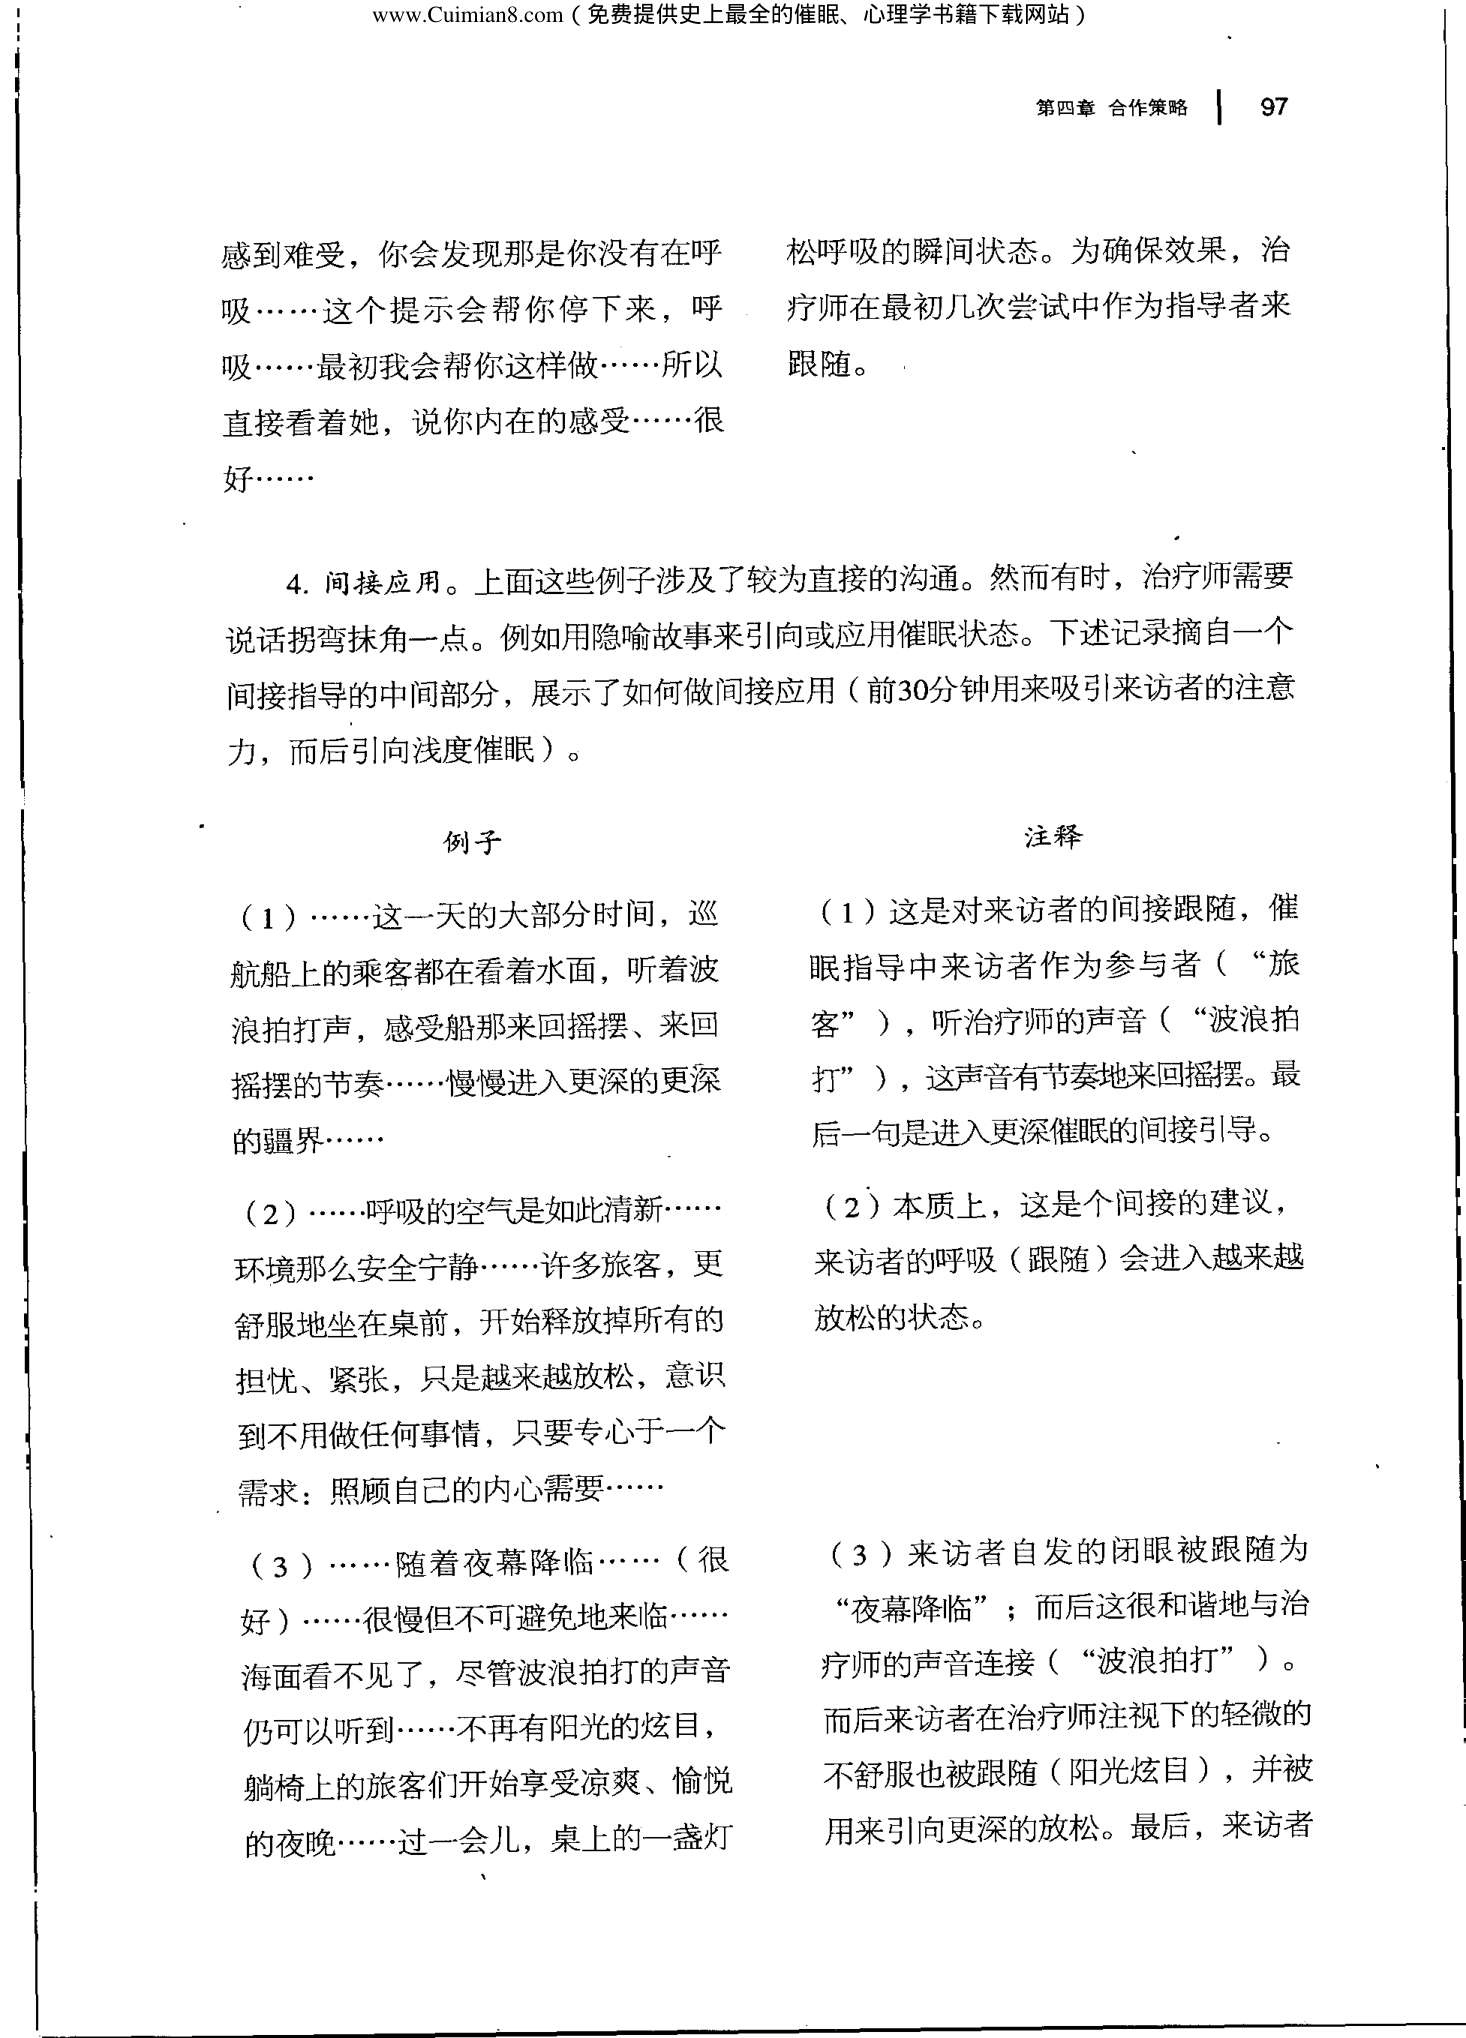 www.Cuimian8.com（免费提供史上最全的催眠、心理学书籍下载网站）
第四章 合作策略 97
感到难受，你会发现那是你没有在呼
吸……这个提示会帮你停下来，呼
吸……最初我会帮你这样做……所以
直接看着她，说你内在的感受……很
好……
松呼吸的瞬间状态。为确保效果，治
疗师在最初几次尝试中作为指导者来
跟随。
4. 间接应用。上面这些例子涉及了较为直接的沟通。然而有时，治疗师需要
说话拐弯抹角一点。例如用隐喻故事来引向或应用催眠状态。下述记录摘自一个
间接指导的中间部分，展示了如何做间接应用（前30分钟用来吸引来访者的注意
力，而后引向浅度催眠）。
例子
（1）……这一天的大部分时间，巡
航船上的乘客都在看着水面，听着波
浪拍打声，感受船那来回摇摆、来回
摇摆的节奏……慢慢进入更深的更深
的疆界……
（2）……呼吸的空气是如此清新……
环境那么安全宁静……许多旅客，更
舒服地坐在桌前，开始释放掉所有的
担忧、紧张，只是越来越放松，意识
到不用做任何事情，只要专心于一个
需求：照顾自己的内心需要……
（3）……随着夜幕降临……（很
好）……很慢但不可避免地来临……
海面看不见了，尽管波浪拍打的声音
仍可以听到……不再有阳光的炫目，
躺椅上的旅客们开始享受凉爽、愉悦
的夜晚……过一会儿，桌上的一盏灯
注释
（1）这是对来访者的间接跟随，催
眠指导中来访者作为参与者（“旅
客”），听治疗师的声音（“波浪拍
打”），这声音有节奏地来回摇摆。最
后一句是进入更深催眠的间接引导。
（2）本质上，这是个间接的建议，
来访者的呼吸（跟随）会进入越来越
放松的状态。
（3）来访者自发的闭眼被跟随为
“夜幕降临”；而后这很和谐地与治
疗师的声音连接（“波浪拍打”）。
而后来访者在治疗师注视下的轻微的
不舒服也被跟随（阳光炫目），并被
用来引向更深的放松。最后，来访者